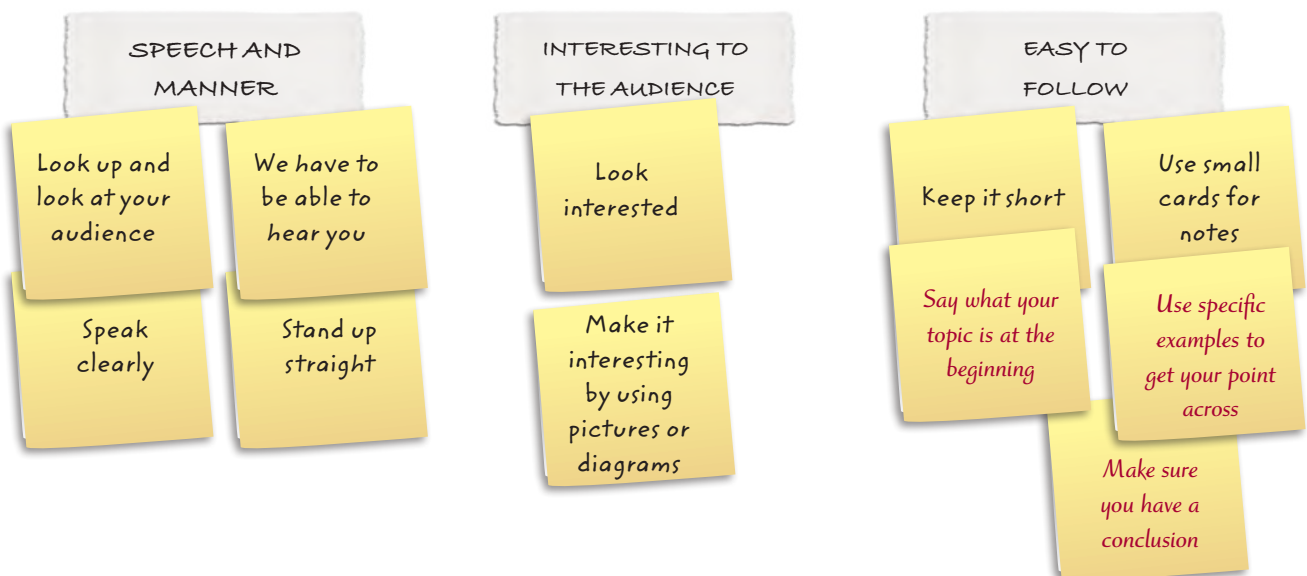 SPEECH AND
MANNER
Look up and
look at your
audience
We have to
be able to
hear you
Speak
clearly
Stand up
straight
INTERESTING TO
THE AUDIENCE
Look
interested
Make it
interesting
by using
pictures or
diagrams
EASY TO
FOLLOW
Keep it short
Use small
cards for
notes
Say what your
topic is at the
beginning
Use specific
examples to
get your point
across
Make sure
you have a
conclusion